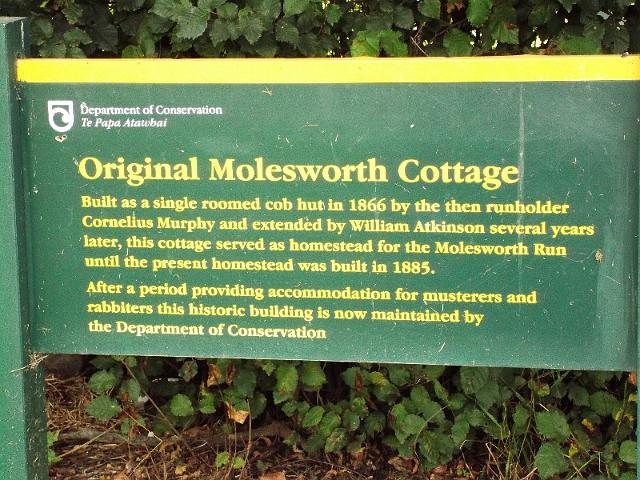 Department of Conservation
Te Papa Atawhai
Original Molesworth Cottage
Built as a single roomed cob hut in 1866 by the then runholder
Cornelius Murphy and extended by William Atkinson several years
later, this cottage served as homestead for the Molesworth Run
until the present homestead was built in 1885.
After a period providing accommodation for musterers and
rabbiters this historic building is now maintained by
the Department of Conservation